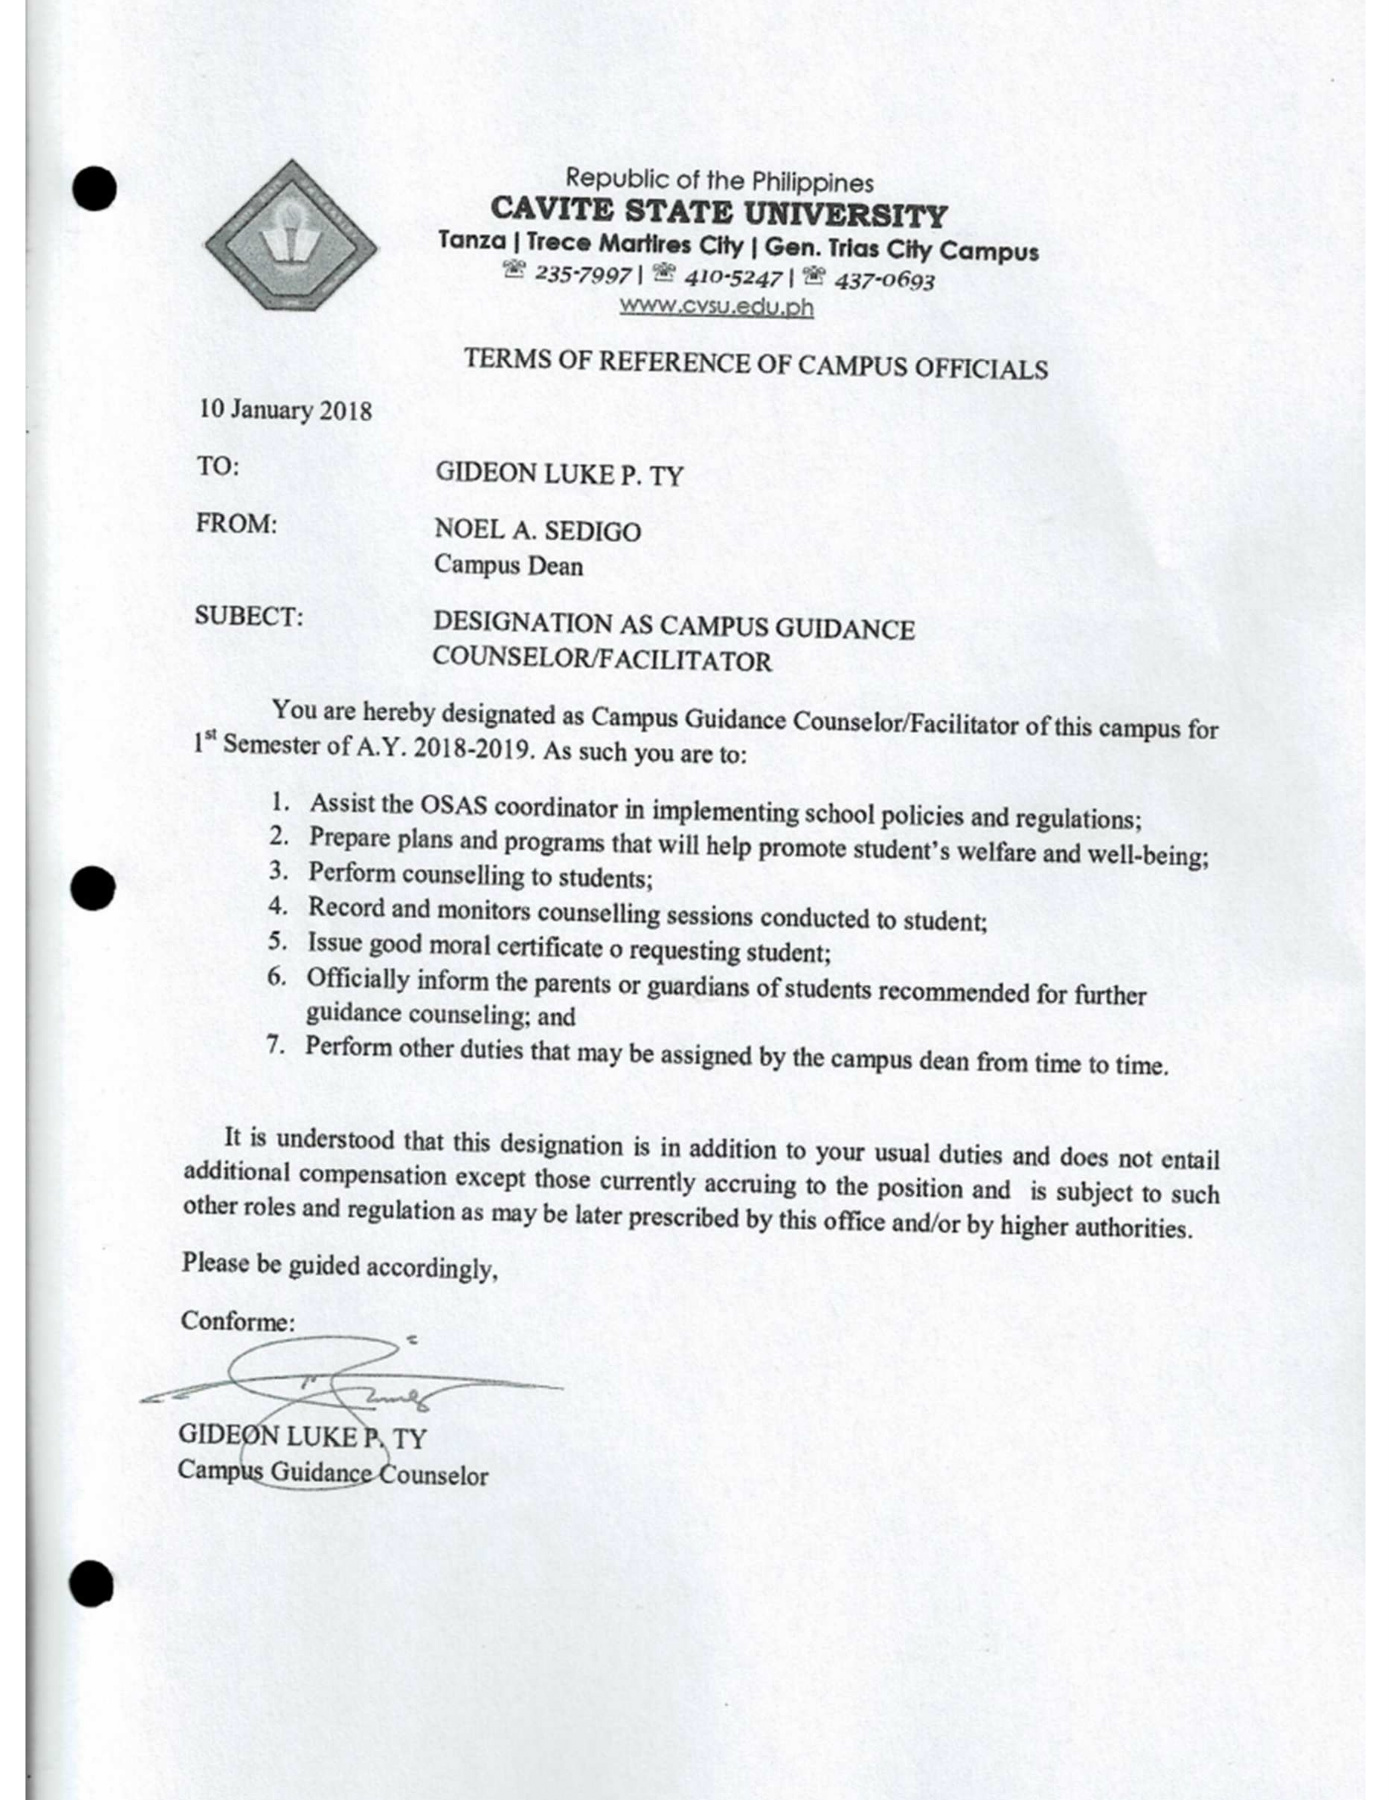 Republic of the Philippines
CAVITE STATE UNIVERSITY
Tanza | Trece Martires City | Gen. Trias City Campus
☏ 235-7997 | ☏ 410-5247 | ☏ 437-0693
www.cvsu.edu.ph
TERMS OF REFERENCE OF CAMPUS OFFICIALS
10 January 2018
TO: GIDEON LUKE P. TY
FROM: NOEL A. SEDIGO
Campus Dean
SUBECT: DESIGNATION AS CAMPUS GUIDANCE
COUNSELOR/FACILITATOR
You are hereby designated as Campus Guidance Counselor/Facilitator of this campus for
1st Semester of A.Y. 2018-2019. As such you are to:
1. Assist the OSAS coordinator in implementing school policies and regulations;
2. Prepare plans and programs that will help promote student's welfare and well-being;
3. Perform counselling to students;
4. Record and monitors counselling sessions conducted to student;
5. Issue good moral certificate o requesting student;
6. Officially inform the parents or guardians of students recommended for further
guidance counseling; and
7. Perform other duties that may be assigned by the campus dean from time to time.
It is understood that this designation is in addition to your usual duties and does not entail
additional compensation except those currently accruing to the position and is subject to such
other roles and regulation as may be later prescribed by this office and/or by higher authorities.
Please be guided accordingly,
Conforme:
GIDEON LUKE P. TY
Campus Guidance Counselor